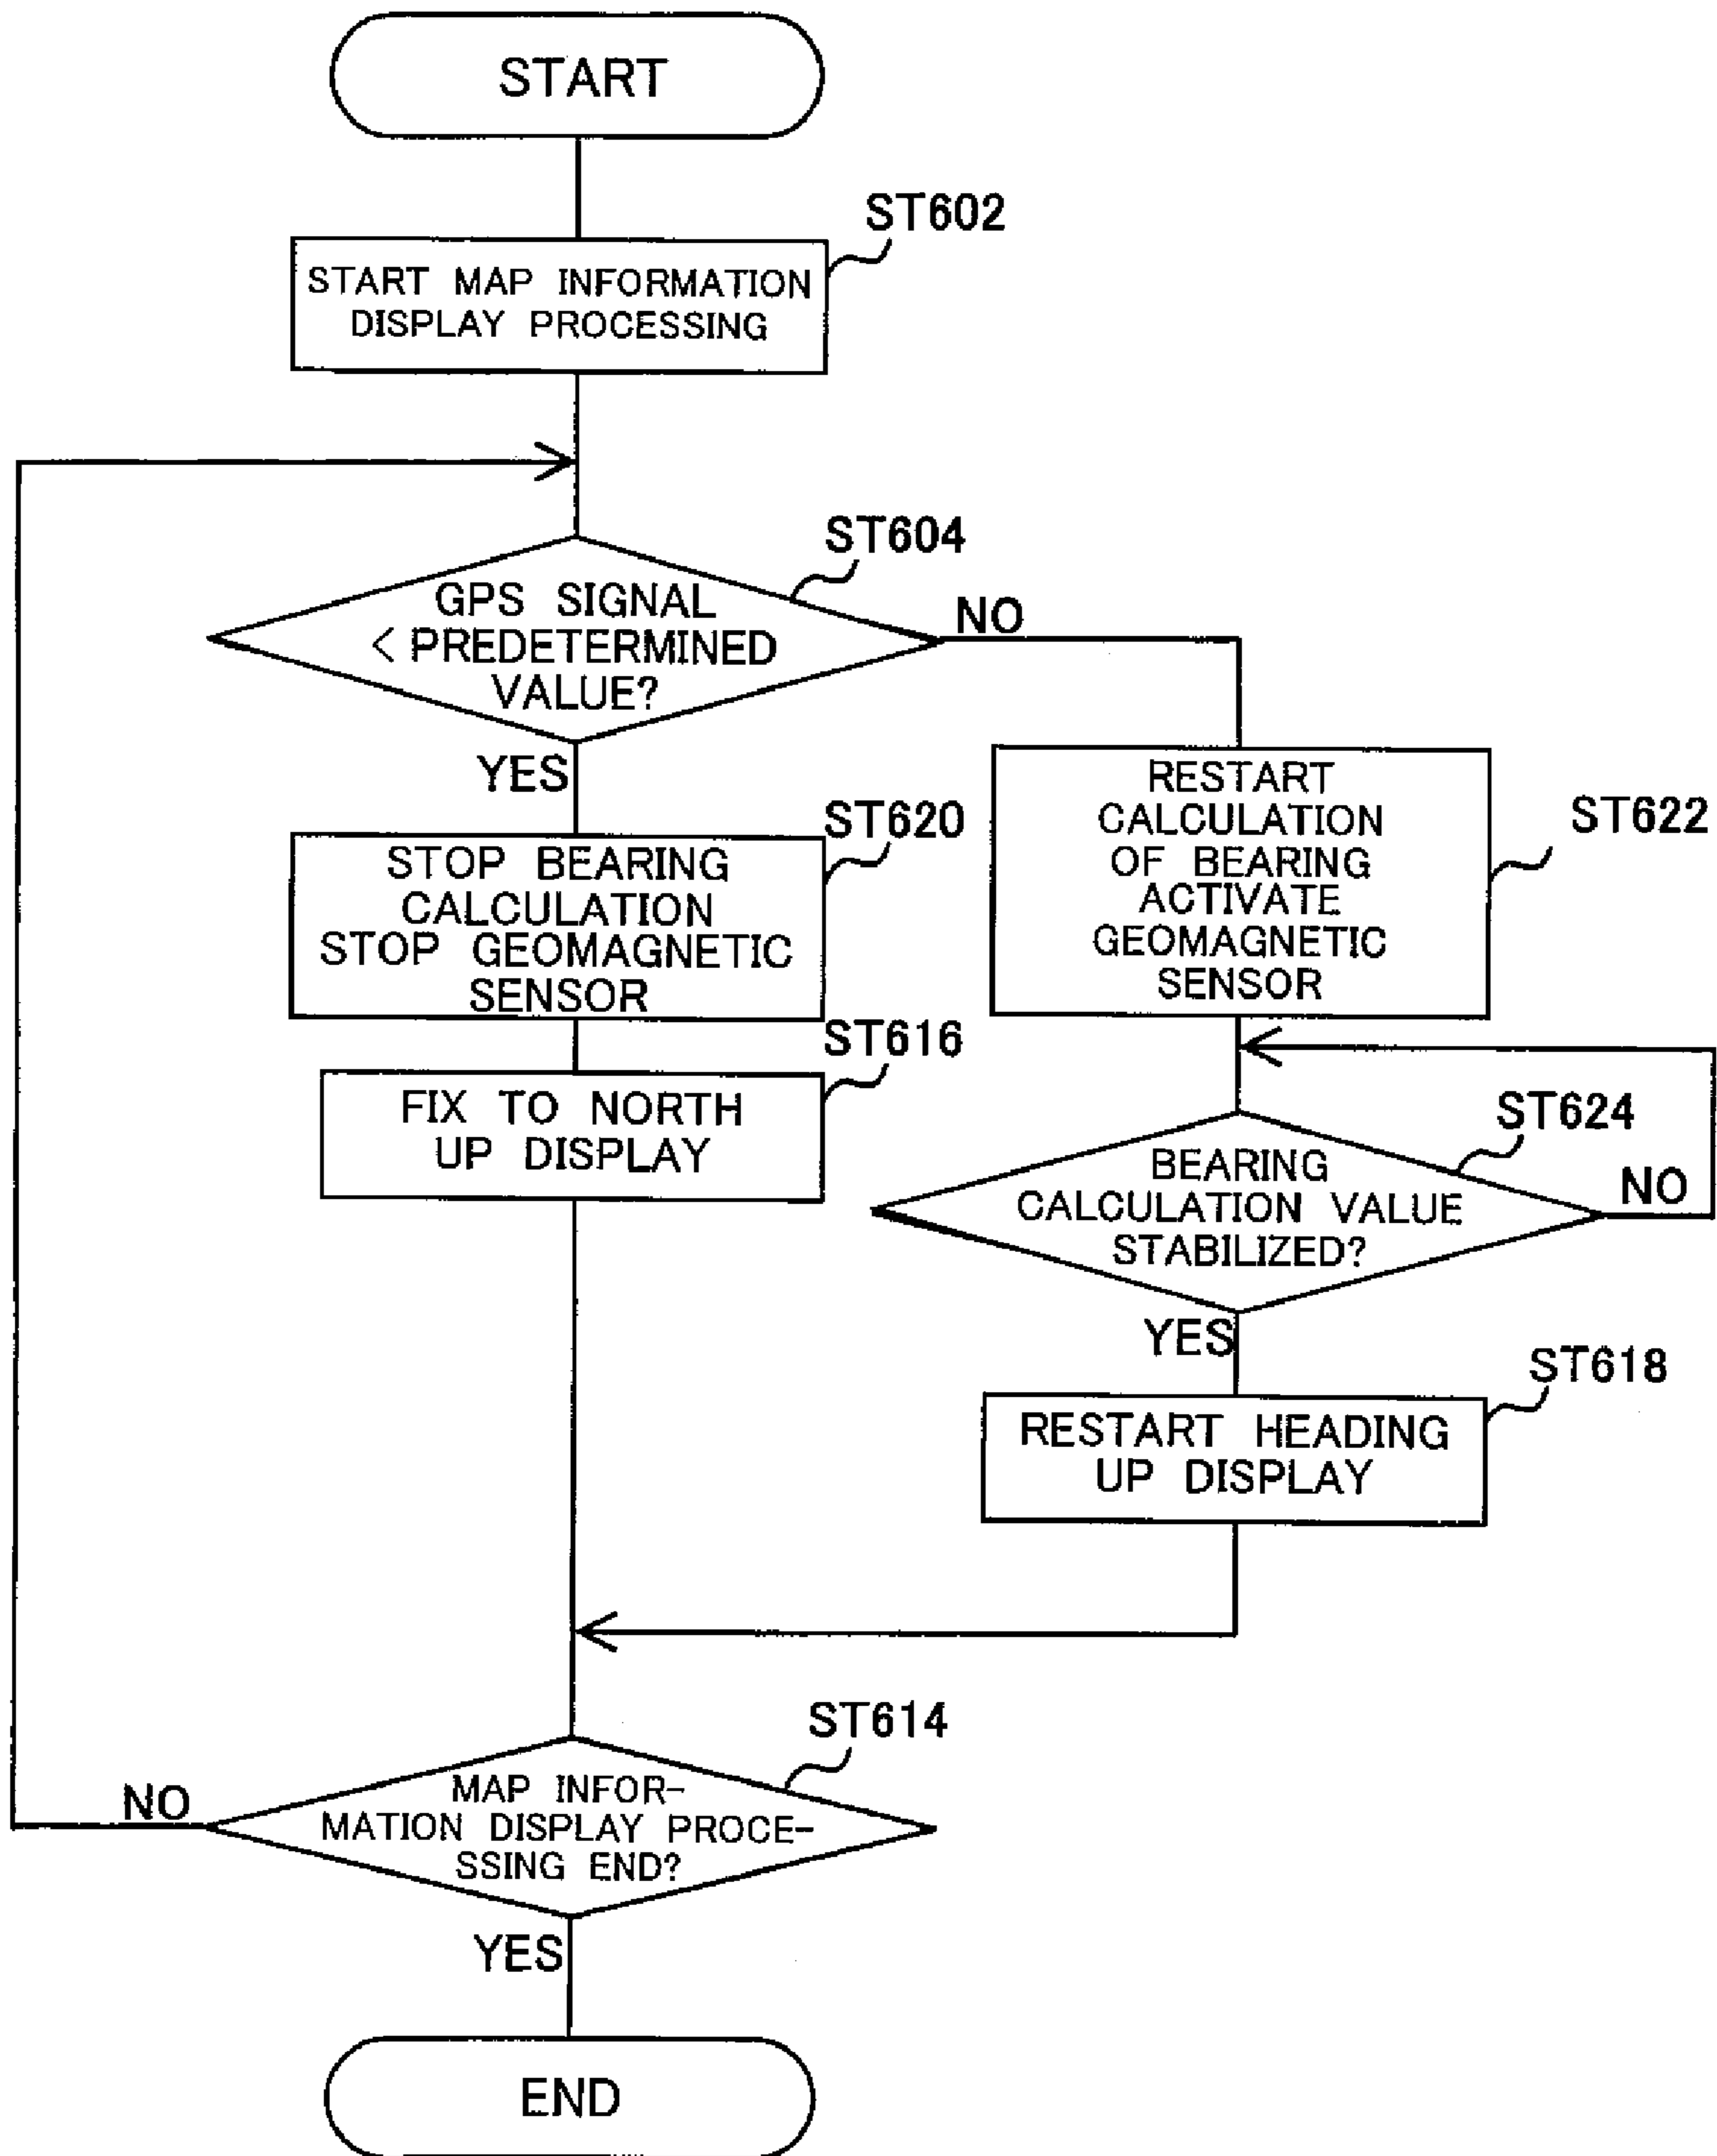 START
ST602
START MAP INFORMATION
DISPLAY PROCESSING
ST604
GPS SIGNAL
< PREDETERMINED
VALUE?
NO
YES
ST620
STOP BEARING
CALCULATION
STOP GEOMAGNETIC
SENSOR
ST622
RESTART
CALCULATION
OF BEARING
ACTIVATE
GEOMAGNETIC
SENSOR
ST616
FIX TO NORTH
UP DISPLAY
ST624
BEARING
CALCULATION VALUE
STABILIZED?
NO
YES
ST618
RESTART HEADING
UP DISPLAY
ST614
MAP INFOR-
MATION DISPLAY PROCE-
SSING END?
NO
YES
END